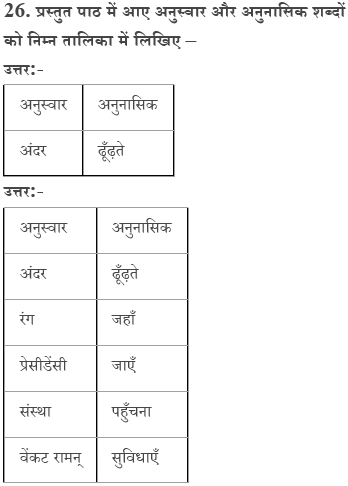 26. प्रस्तुत पाठ में आए अनुस्वार और अनुनासिक शब्दों
को निम्न तालिका में लिखिए –
उत्तर:-
अनुस्वार अनुनासिक
अंदर ढूँढ़ते
उत्तर:-
अनुस्वार अनुनासिक
अंदर ढूँढ़ते
रंग जहाँ
प्रेसीडेंसी जाएँ
संस्था पहुँचना
वेंकट रामन् सुविधाएँ